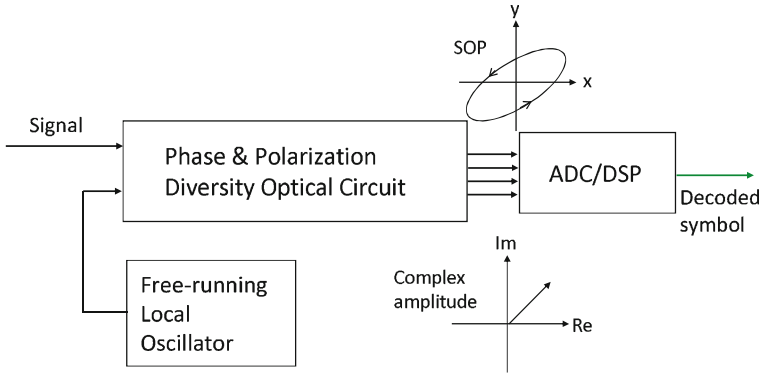 y
SOP
x
Signal
Phase & Polarization
Diversity Optical Circuit
ADC/DSP
Decoded
symbol
Im
Complex
amplitude
Re
Free-running
Local
Oscillator